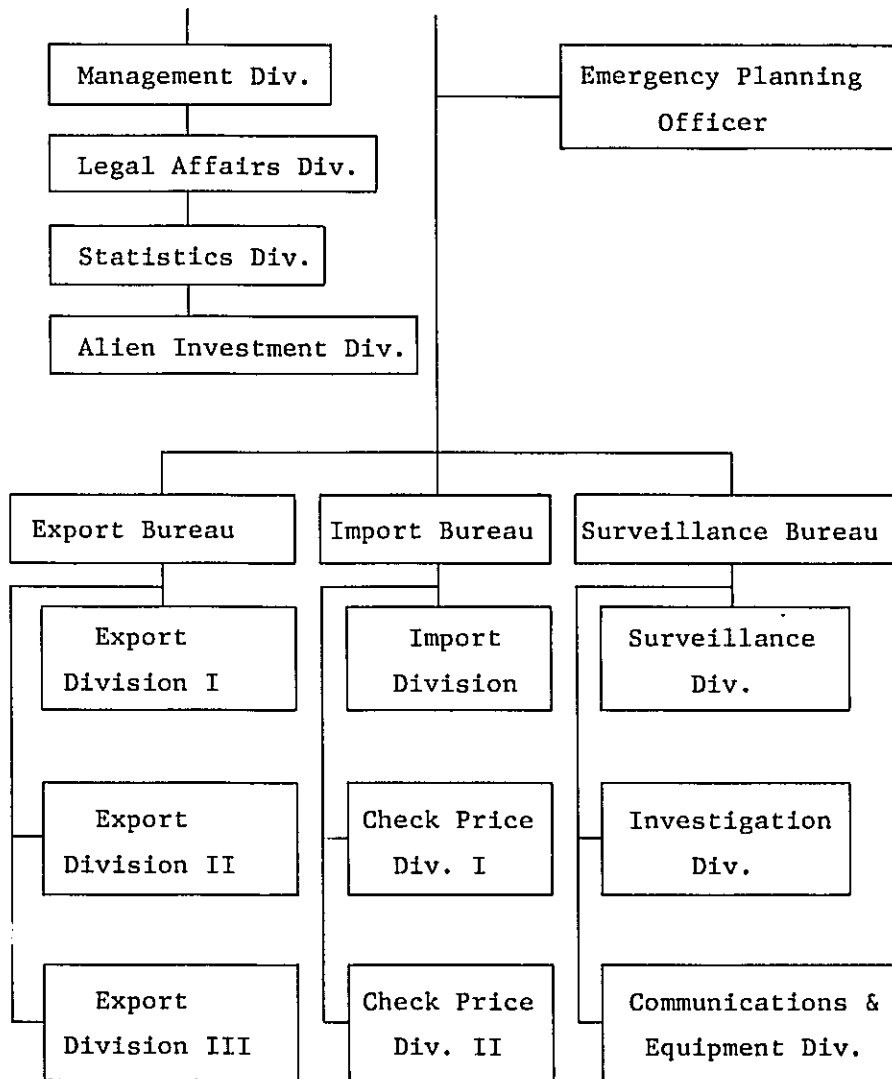 Management Div.
Emergency Planning
Officer
Legal Affairs Div.
Statistics Div.
Alien Investment Div.
Export Bureau
Import Bureau
Surveillance Bureau
Export
Division I
Import
Division
Surveillance
Div.
Export
Division II
Check Price
Div. I
Investigation
Div.
Export
Division III
Check Price
Div. II
Communications &
Equipment Div.